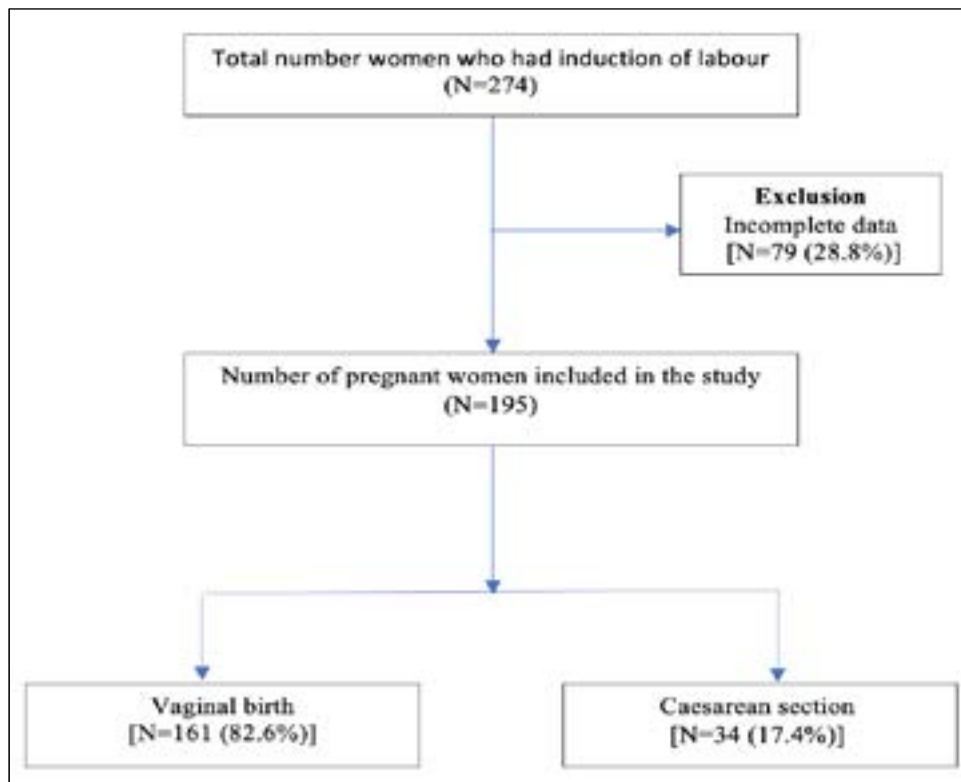 Total number women who had induction of labour
(N=274)
Exclusion
Incomplete data
[N=79 (28.8%)]
Number of pregnant women included in the study
(N=195)
Vaginal birth
[N=161 (82.6%)]
Caesarean section
[N=34 (17.4%)]